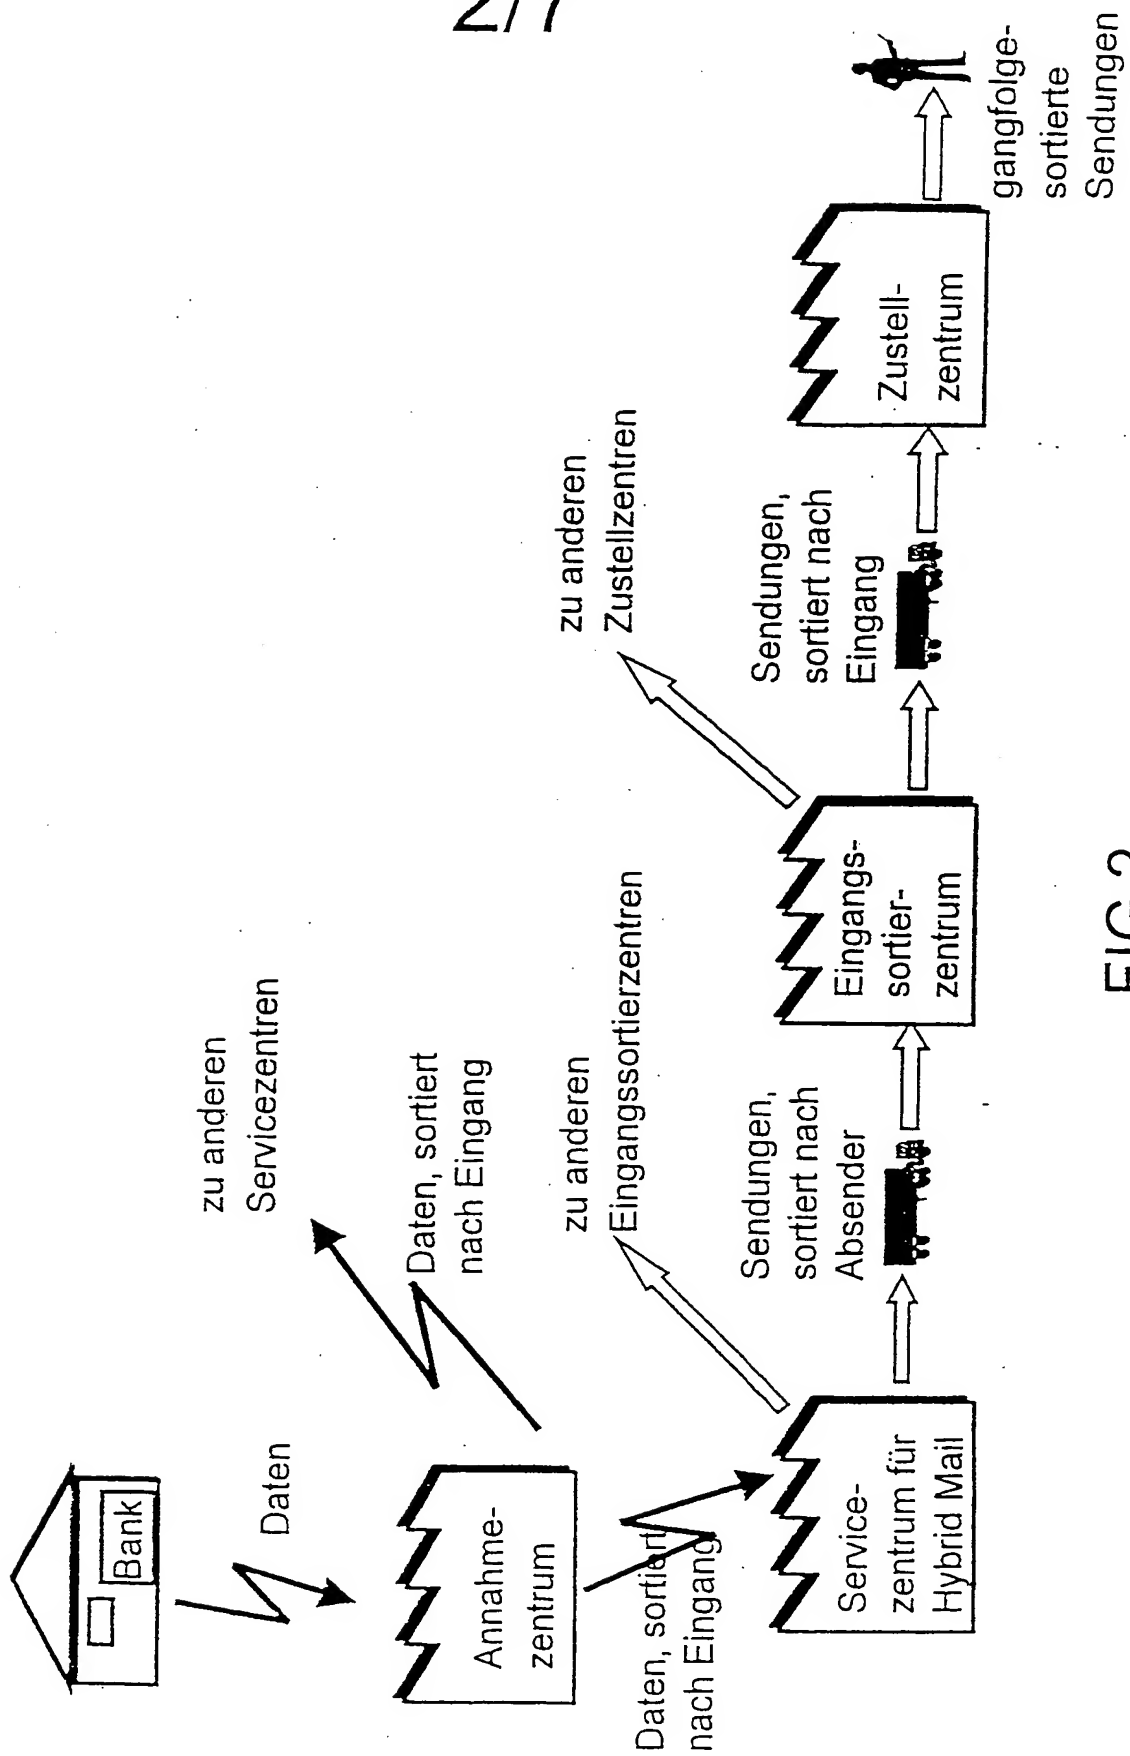 Bank
Daten
Annahme-
zentrum
zu anderen
Servicezentren
Daten, sortiert
nach Eingang
Daten, sortiert
nach Eingang
Service-
zentrum für
Hybrid Mail
zu anderen
Eingangssortierzentren
Sendungen,
sortiert nach
Absender
Eingangs-
sortier-
zentrum
zu anderen
Zustellzentren
Sendungen,
sortiert nach
Eingang
Zustell-
zentrum
gangfolge-
sortierte
Sendungen
FIG 2